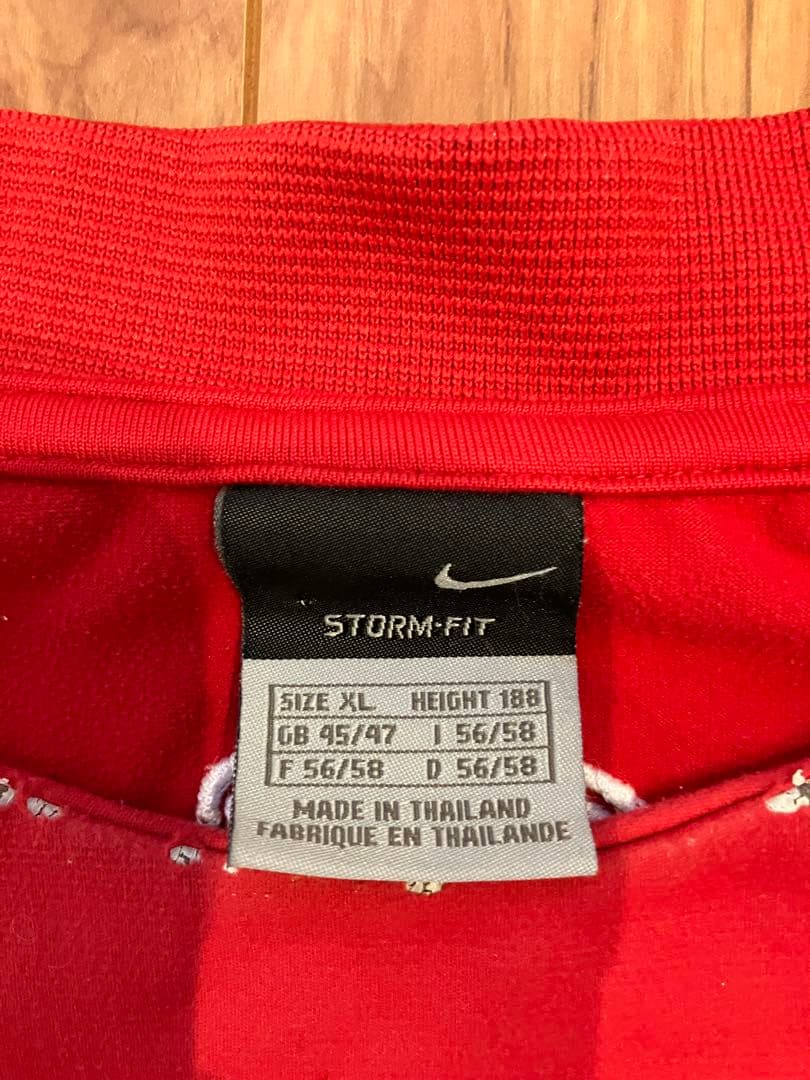 STORM-FIT
SIZE XL HEIGHT 188
GB 45/47 I 56/58
F 56/58 D 56/58
MADE IN THAILAND
FABRIQUE EN THAILANDE